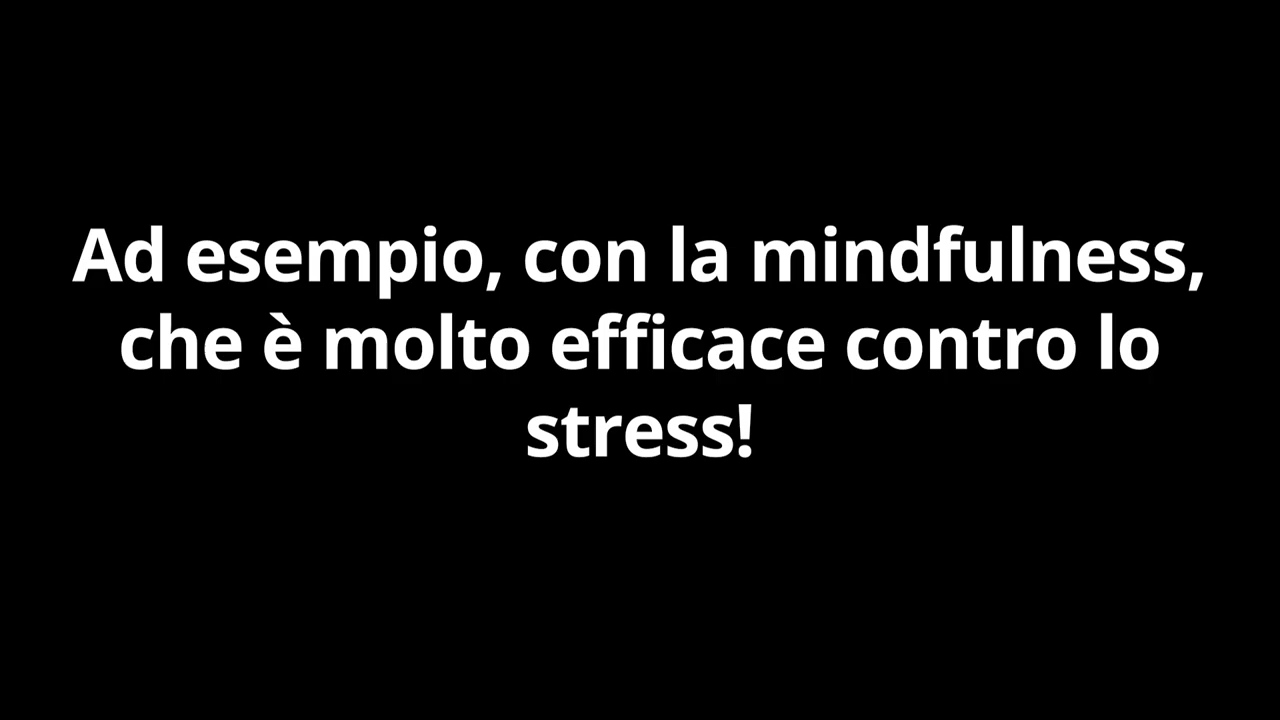 Ad esempio, con la mindfulness,
che è molto efficace contro lo
stress!